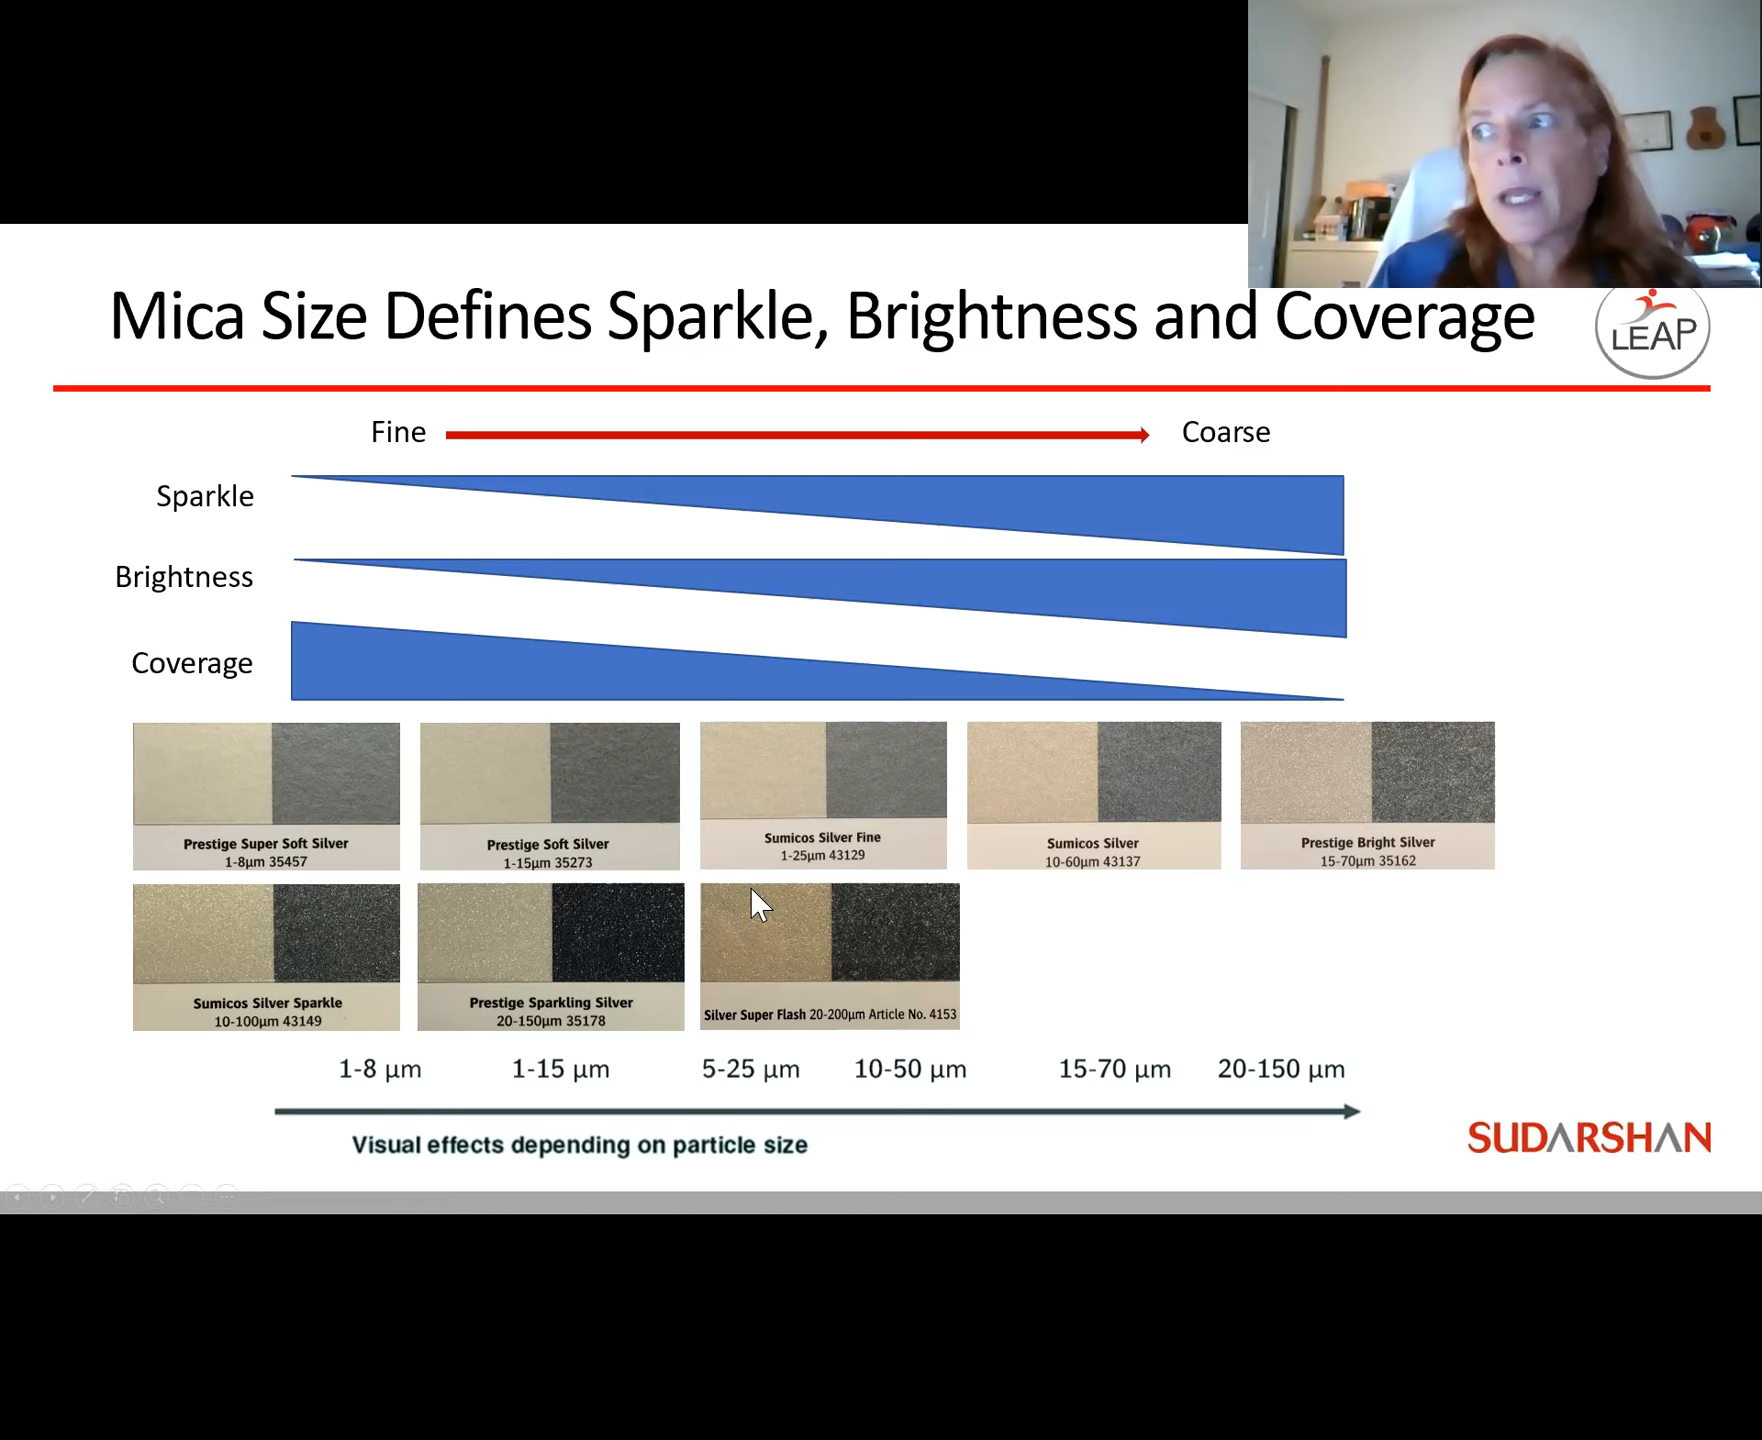 Mica Size Defines Sparkle, Brightness and Coverage
LEAP
Fine
Coarse
Sparkle
Brightness
Coverage
Prestige Super Soft Silver
1-8µm 35457
Prestige Soft Silver
1-15µm 35273
Sumicos Silver Fine
1-25µm 43129
Sumicos Silver
10-60µm 43137
Prestige Bright Silver
15-70µm 35162
Sumicos Silver Sparkle
10-100µm 43149
Prestige Sparkling Silver
20-150µm 35178
Silver Super Flash 20-200µm Article No. 4153
1-8 µm
1-15 µm
5-25 µm
10-50 µm
15-70 µm
20-150 µm
Visual effects depending on particle size
SUDARSHAN